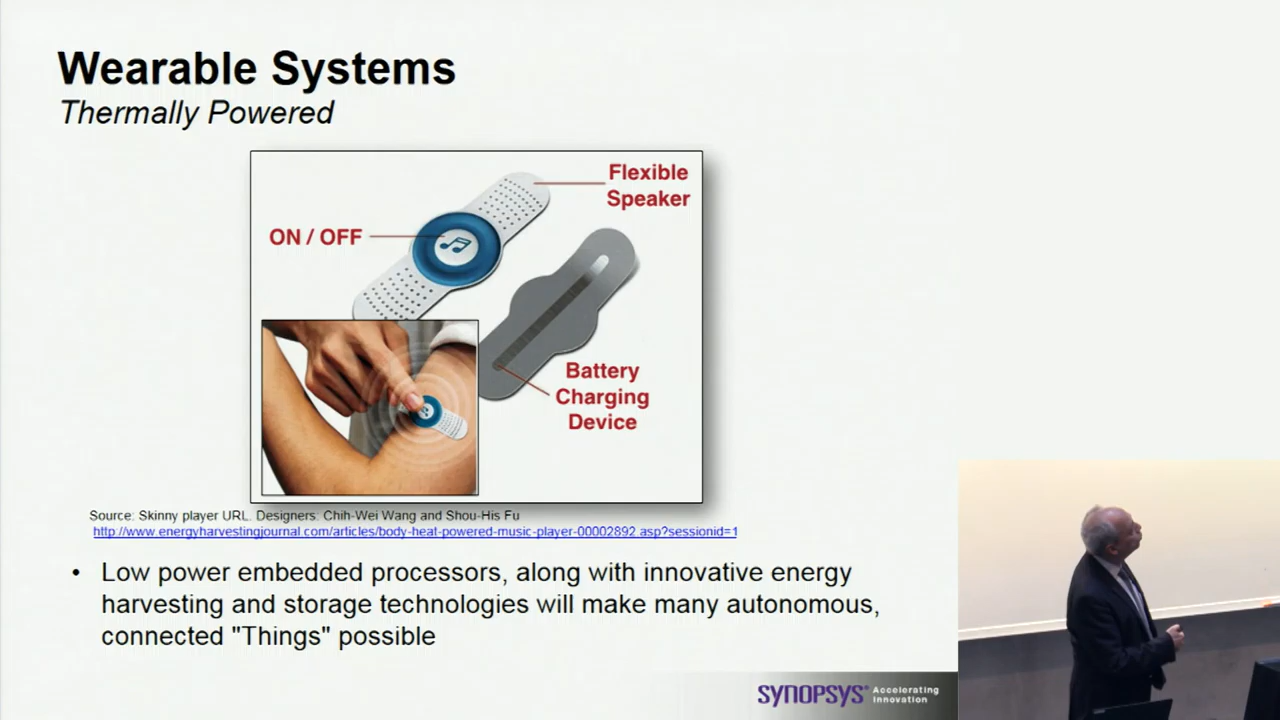 Wearable Systems
Thermally Powered
Flexible
Speaker
ON / OFF
Battery
Charging
Device
Source: Skinny player URL. Designers: Chih-Wei Wang and Shou-His Fu
http://www.energyharvestingjournal.com/articles/body-heat-powered-music-player-00002892.asp?sessionid=1
• Low power embedded processors, along with innovative energy
harvesting and storage technologies will make many autonomous,
connected "Things" possible
SYNOPSYS® Accelerating
Innovation